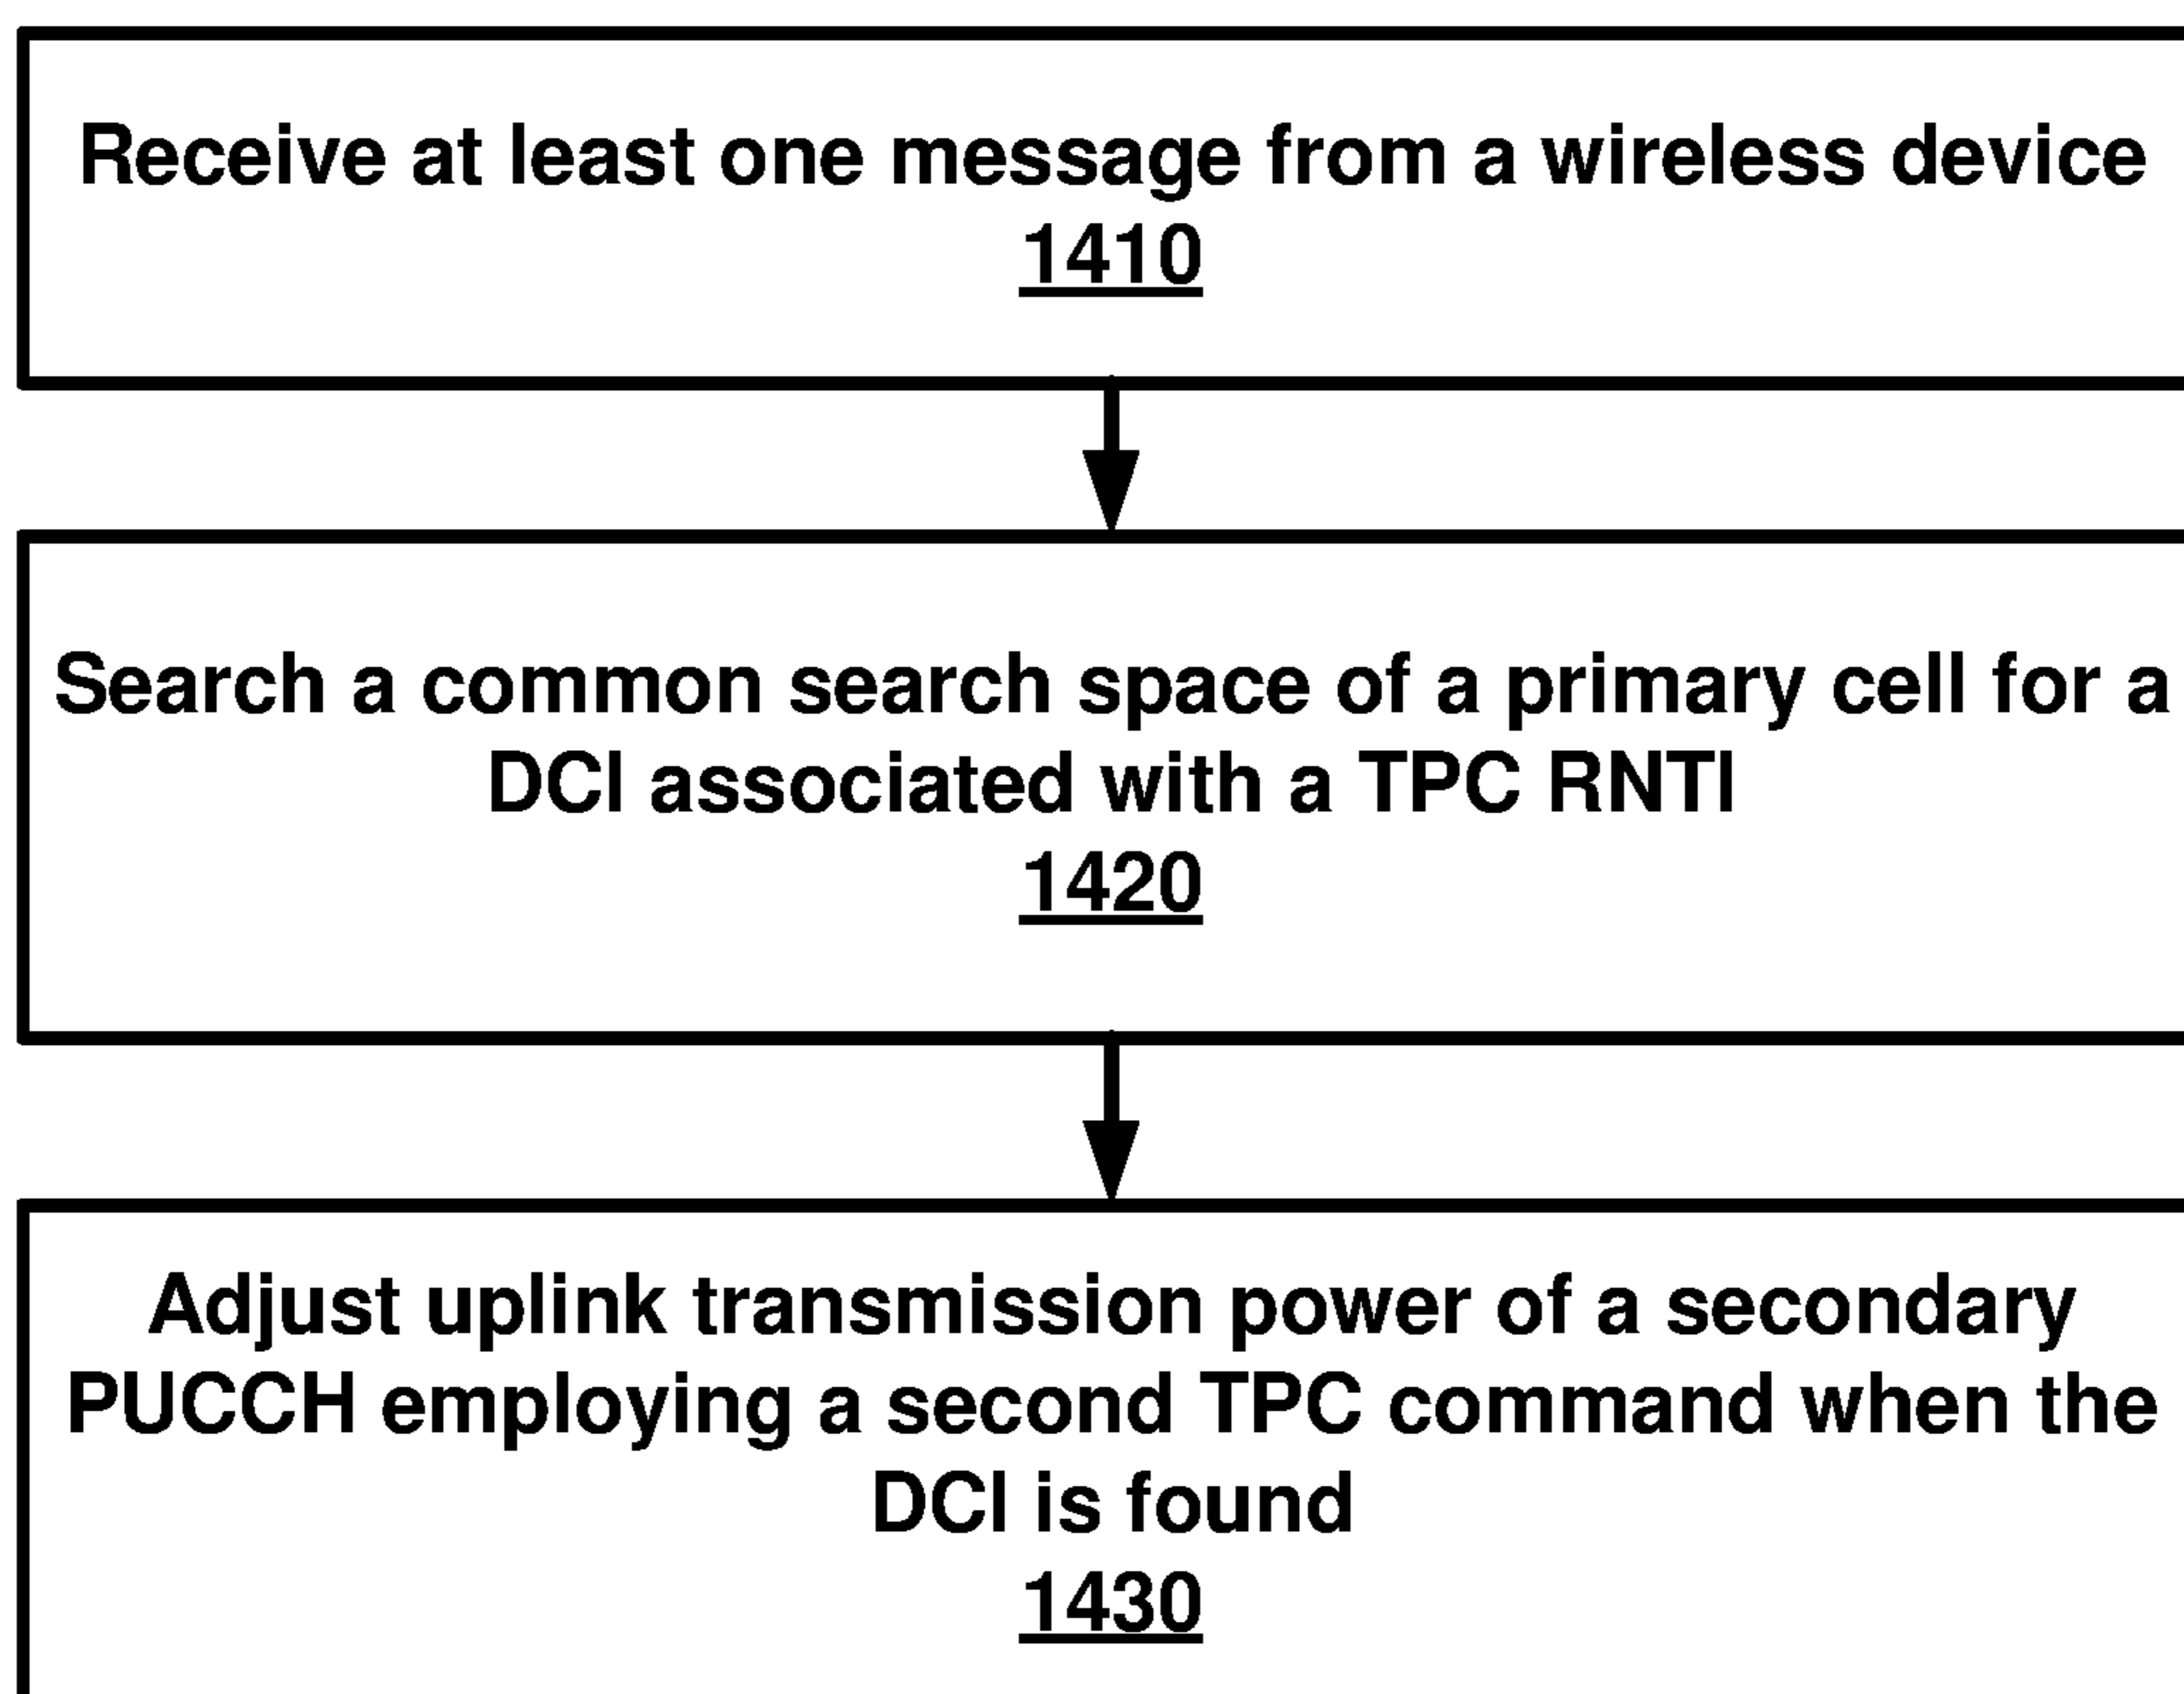 Receive at least one message from a wireless device
1410
Search a common search space of a primary cell for a
DCI associated with a TPC RNTI
1420
Adjust uplink transmission power of a secondary
PUCCH employing a second TPC command when the
DCI is found
1430